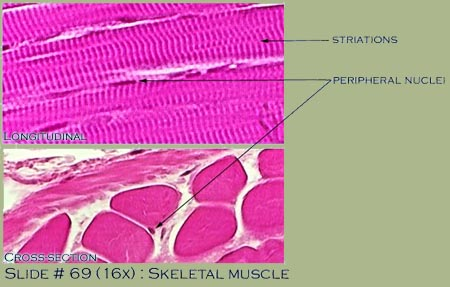 STRIATIONS
PERIPHERAL NUCLEI
LONGITUDINAL
CROSS SECTION
SLIDE # 69 (16X) : SKELETAL MUSCLE